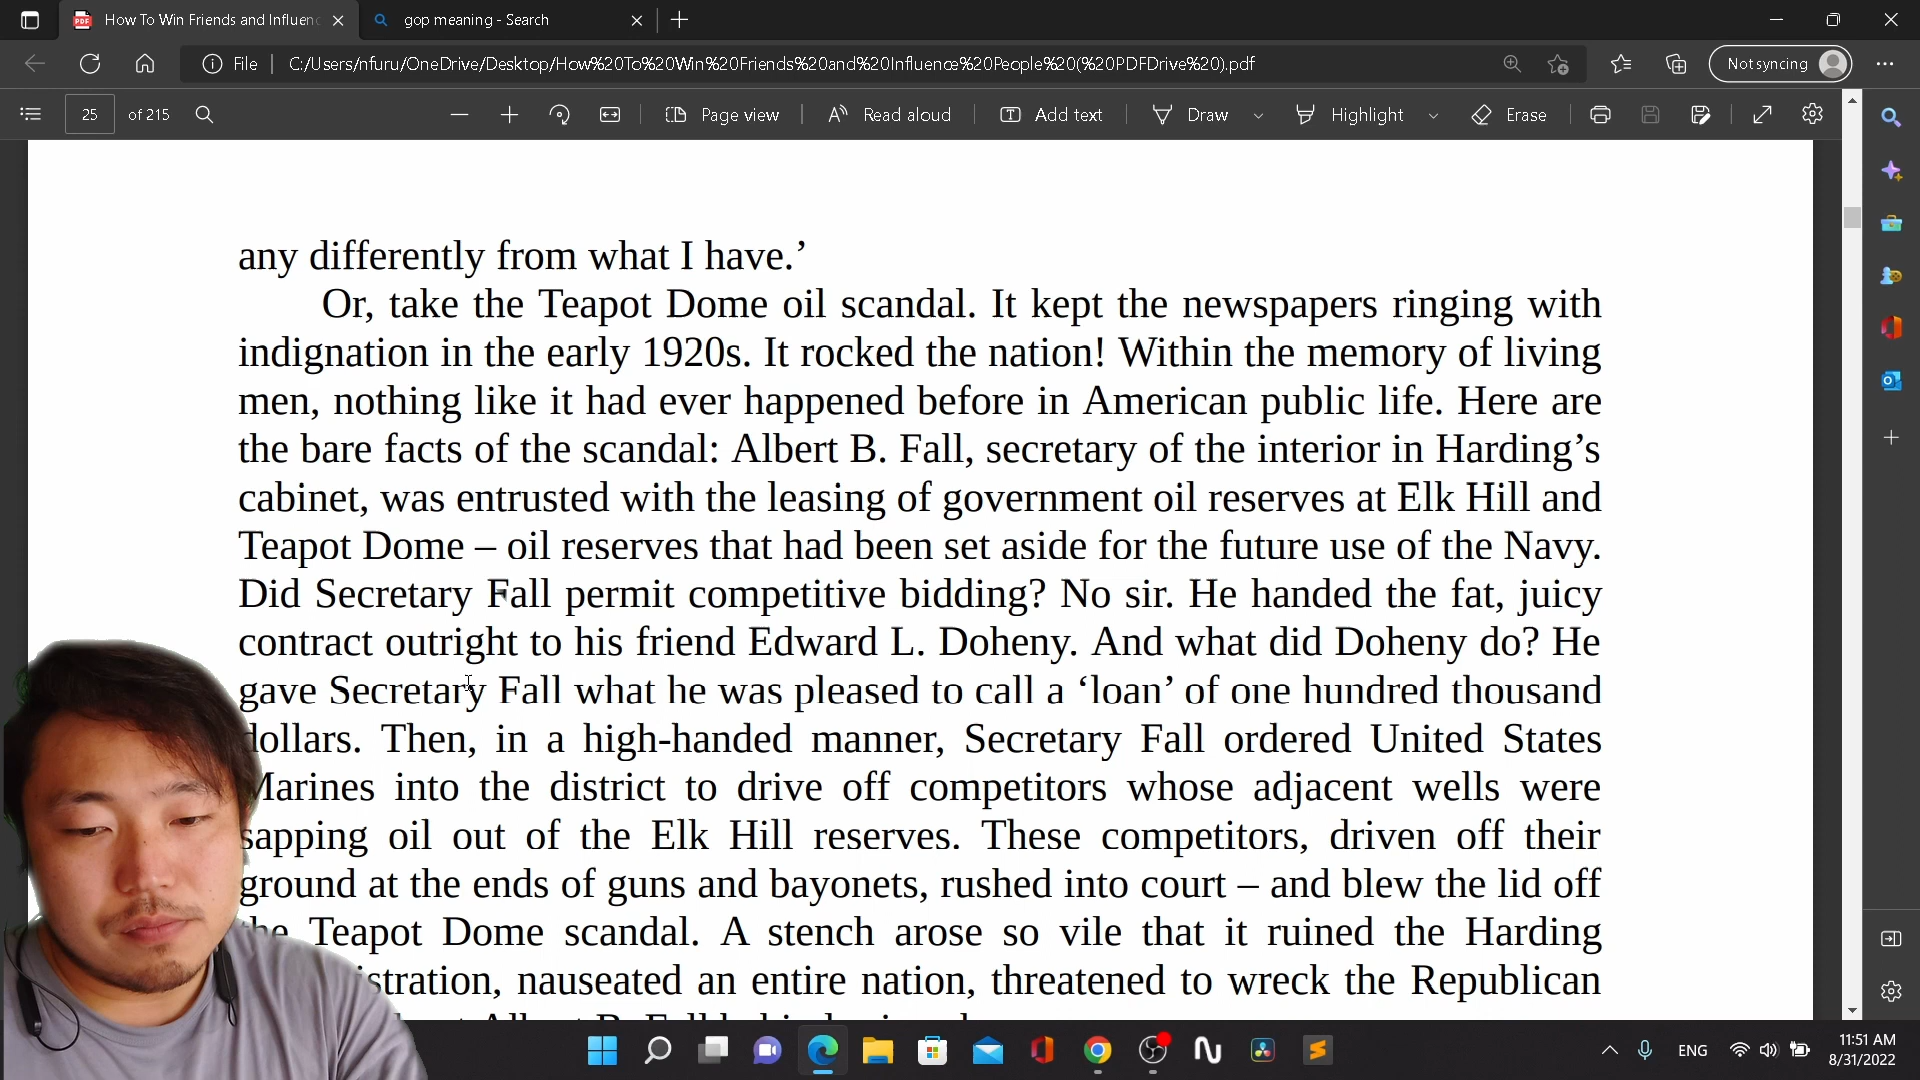 How To Win Friends and Influenc
gop meaning - Search
File
C:/Users/nfuru/OneDrive/Desktop/How%20To%20Win%20Friends%20and%20Influence%20People%20(%20PDFDrive%20).pdf
Not syncing
25 of 215
Page view
Read aloud
Add text
Draw
Highlight
Erase
any differently from what I have.’
Or, take the Teapot Dome oil scandal. It kept the newspapers ringing with
indignation in the early 1920s. It rocked the nation! Within the memory of living
men, nothing like it had ever happened before in American public life. Here are
the bare facts of the scandal: Albert B. Fall, secretary of the interior in Harding’s
cabinet, was entrusted with the leasing of government oil reserves at Elk Hill and
Teapot Dome – oil reserves that had been set aside for the future use of the Navy.
Did Secretary Fall permit competitive bidding? No sir. He handed the fat, juicy
contract outright to his friend Edward L. Doheny. And what did Doheny do? He
gave Secretary Fall what he was pleased to call a ‘loan’ of one hundred thousand
dollars. Then, in a high-handed manner, Secretary Fall ordered United States
Marines into the district to drive off competitors whose adjacent wells were
sapping oil out of the Elk Hill reserves. These competitors, driven off their
ground at the ends of guns and bayonets, rushed into court – and blew the lid off
the Teapot Dome scandal. A stench arose so vile that it ruined the Harding
istration, nauseated an entire nation, threatened to wreck the Republican
ENG
11:51 AM
8/31/2022